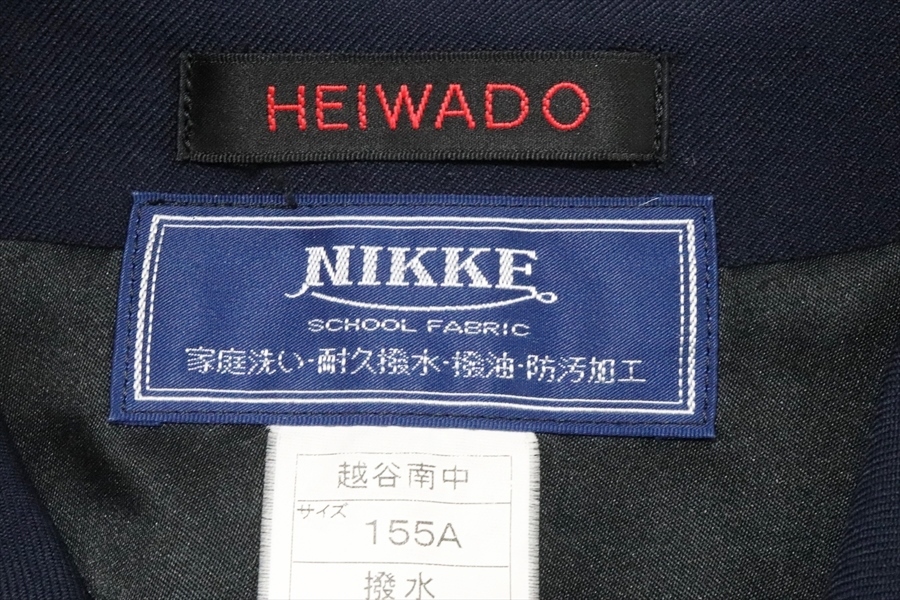 HEIWADO
NIKKE
SCHOOL FABRIC
家庭洗い·耐久撥水·撥油·防汚加工
越谷南中
サイズ
155A
撥水